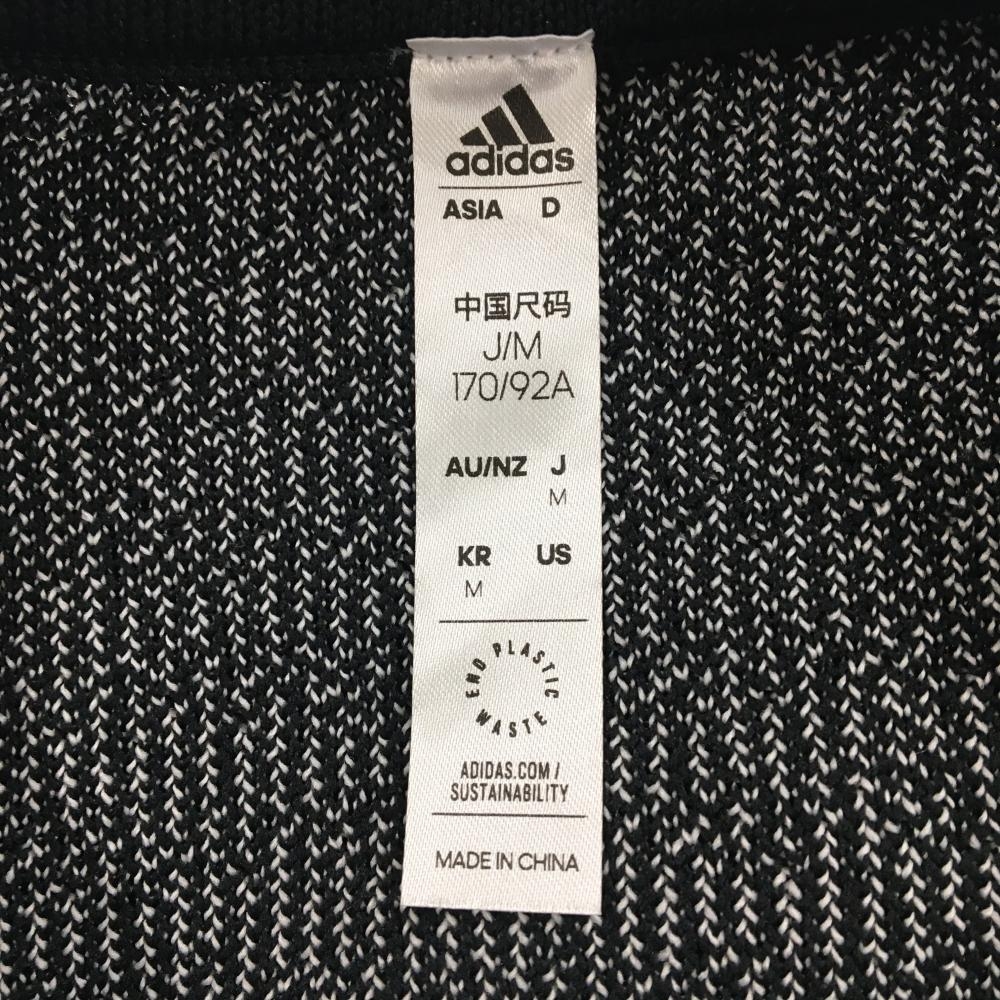 adidas
ASIA D
中国尺码
J/M
170/92A
AU/NZ J
M
KR US
M
END PLASTIC WASTE
ADIDAS.COM /
SUSTAINABILITY
MADE IN CHINA